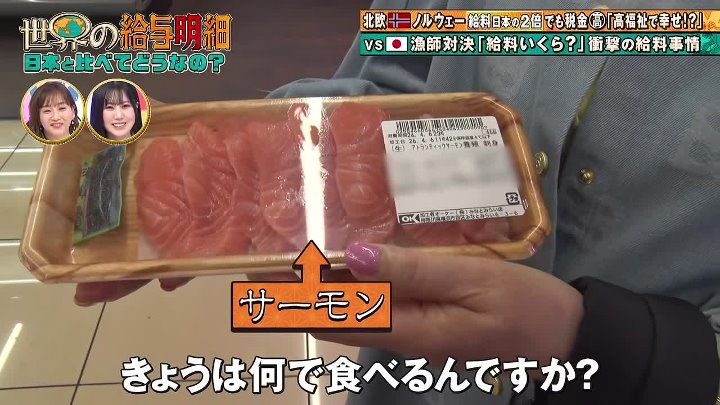 世界の給与明細
日本と比べてどうなの?
北欧 ノルウェー 給料 日本の2倍 でも税金高「高福祉で幸せ!?」
VS 漁師対決「給料いくら?」衝撃の給料事情
(生) アトランティックサーモン養殖 刺身
OK
サーモン
きょうは何で食べるんですか?